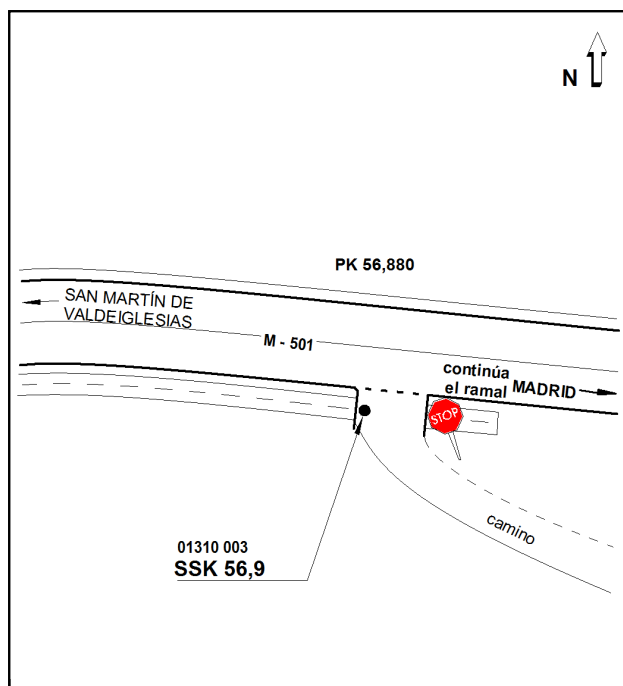 N
PK 56,880
SAN MARTÍN DE
VALDEIGLESIAS
M - 501
continúa
el ramal MADRID
STOP
camino
01310 003
SSK 56,9